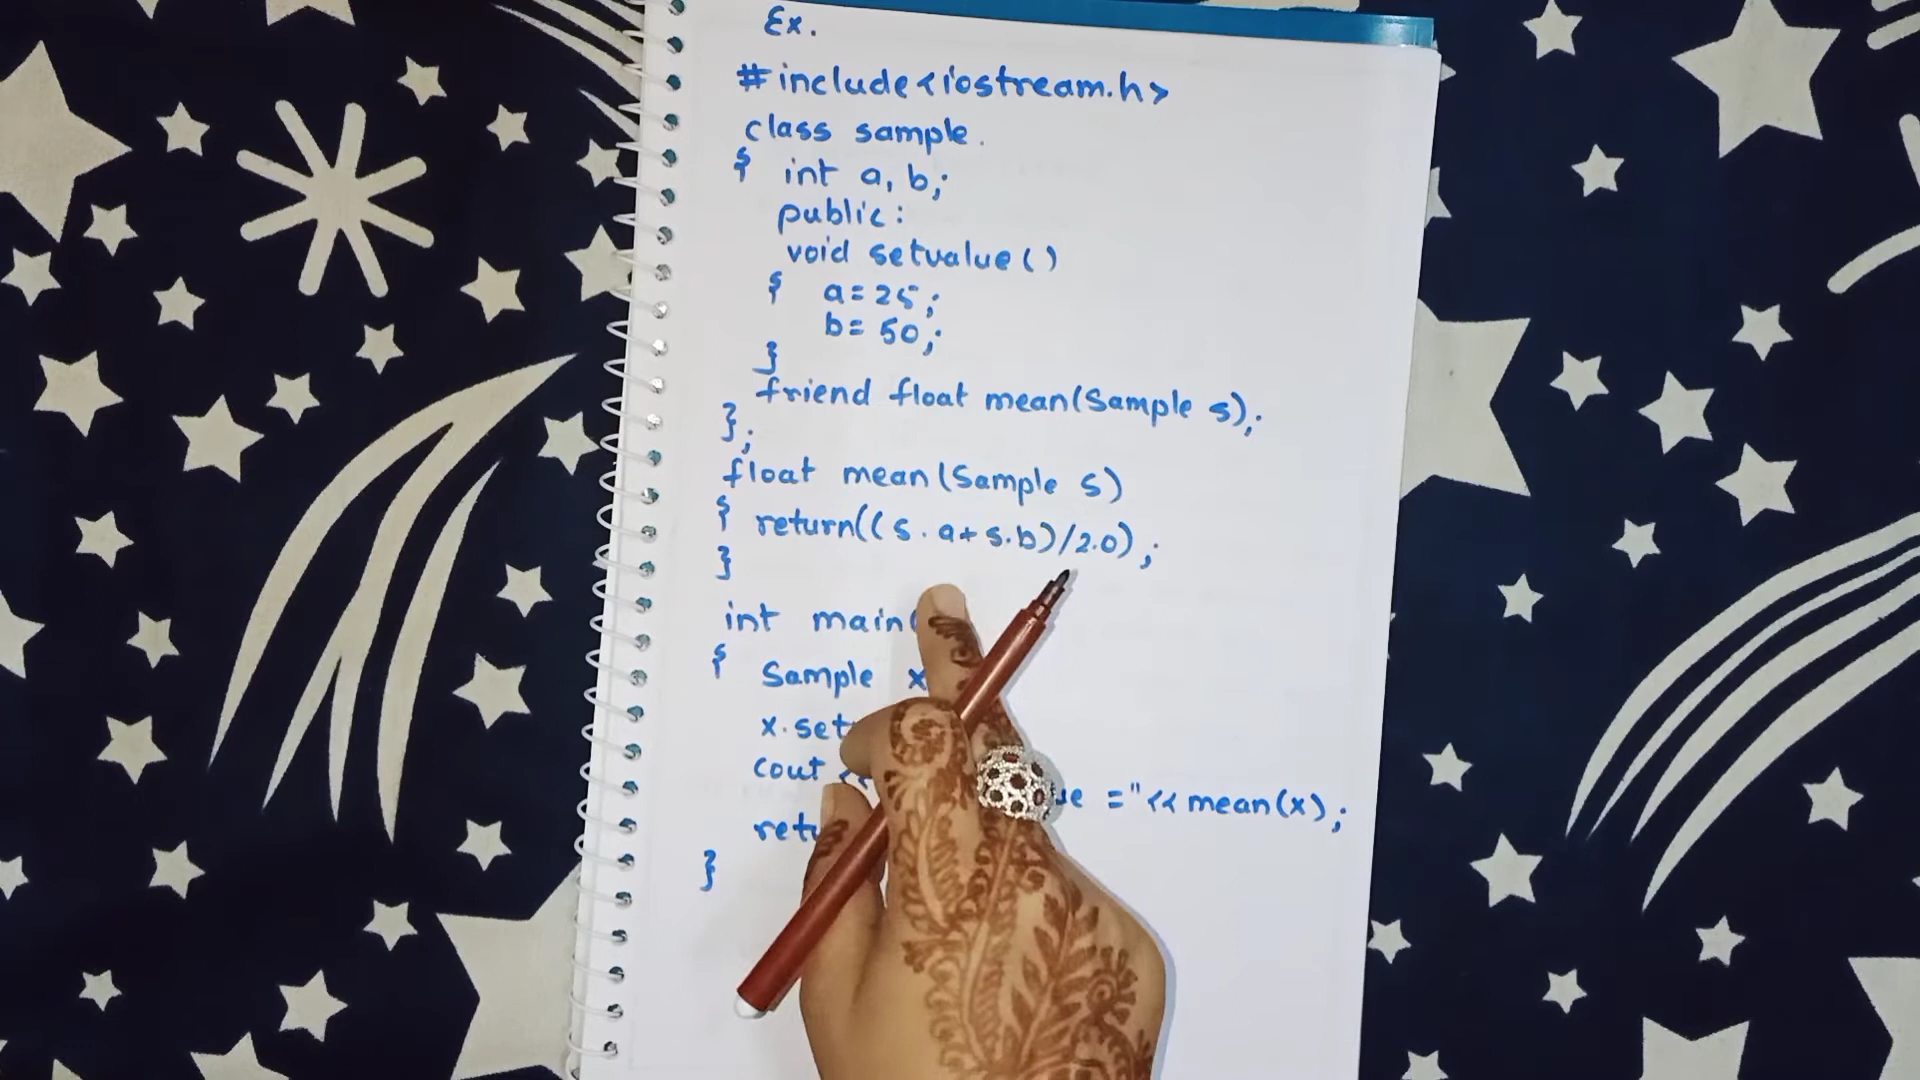 Ex.
#include<iostream.h>
class sample.
{ int a, b;
public:
void setvalue()
{ a=25;
b=50;
}
friend float mean(Sample s);
};
float mean(Sample s)
{ return((s.a+s.b)/2.0);
}
int main(
{ Sample x
x.set
cout <<
="<<mean(x);
}